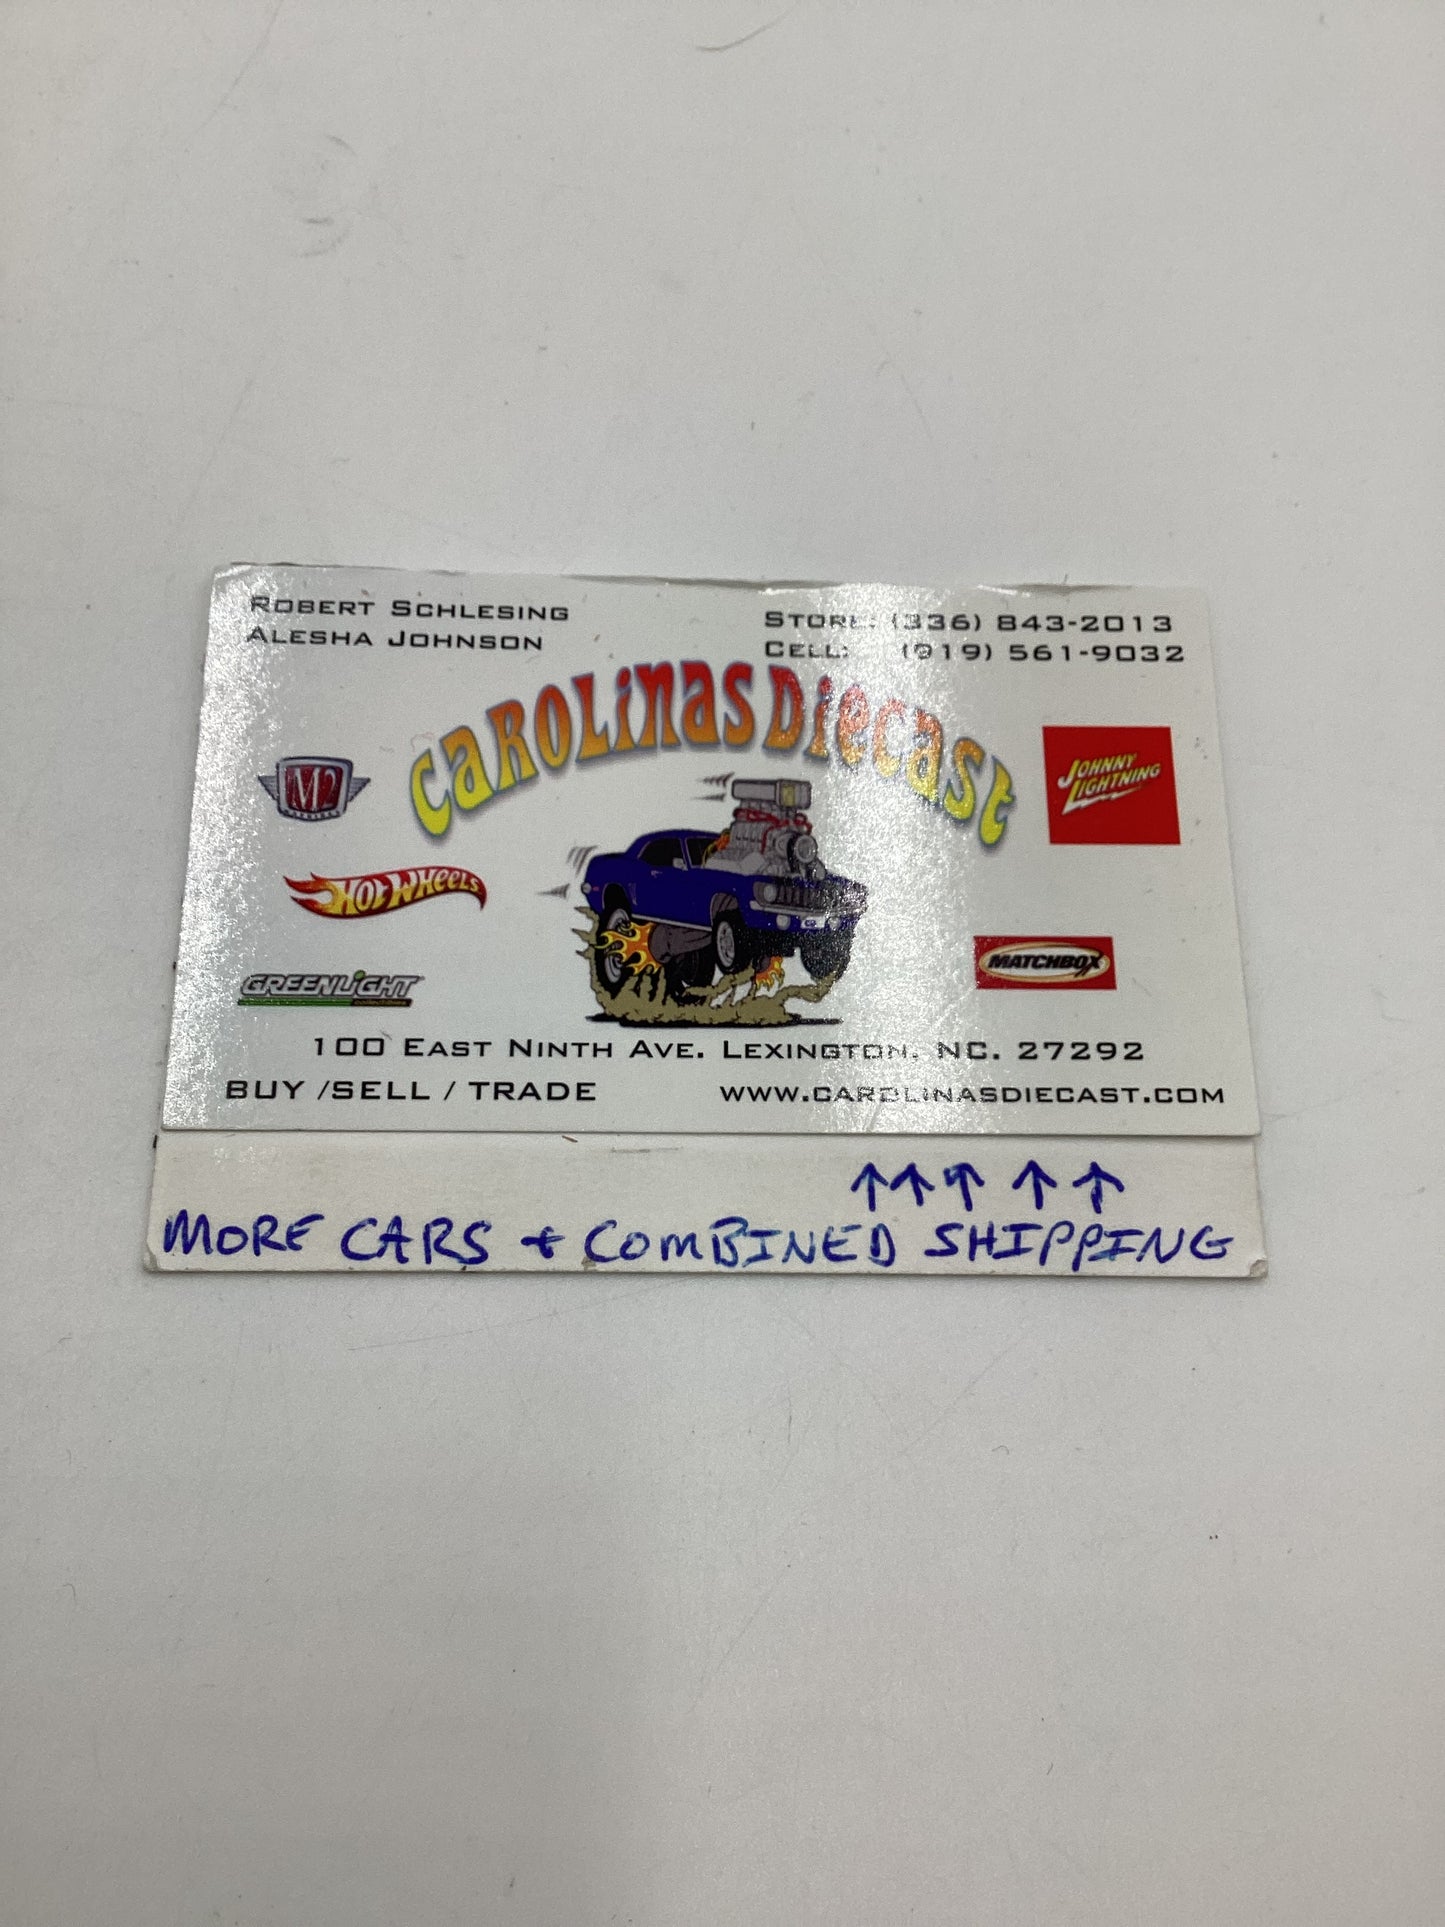 ROBERT SCHLESING
ALESHA JOHNSON
STORE: (336) 843-2013
CELL: (919) 561-9032
CAROLINAS DIECAST
M2
JOHNNY
LIGHTNING
HOT WHEELS
MATCHBOX
GREENLIGHT
collectibles
100 EAST NINTH AVE. LEXINGTON, NC. 27292
BUY /SELL / TRADE
WWW.CAROLINASDIECAST.COM
↑↑↑ ↑ ↑
MORE CARS + COMBINED SHIPPING